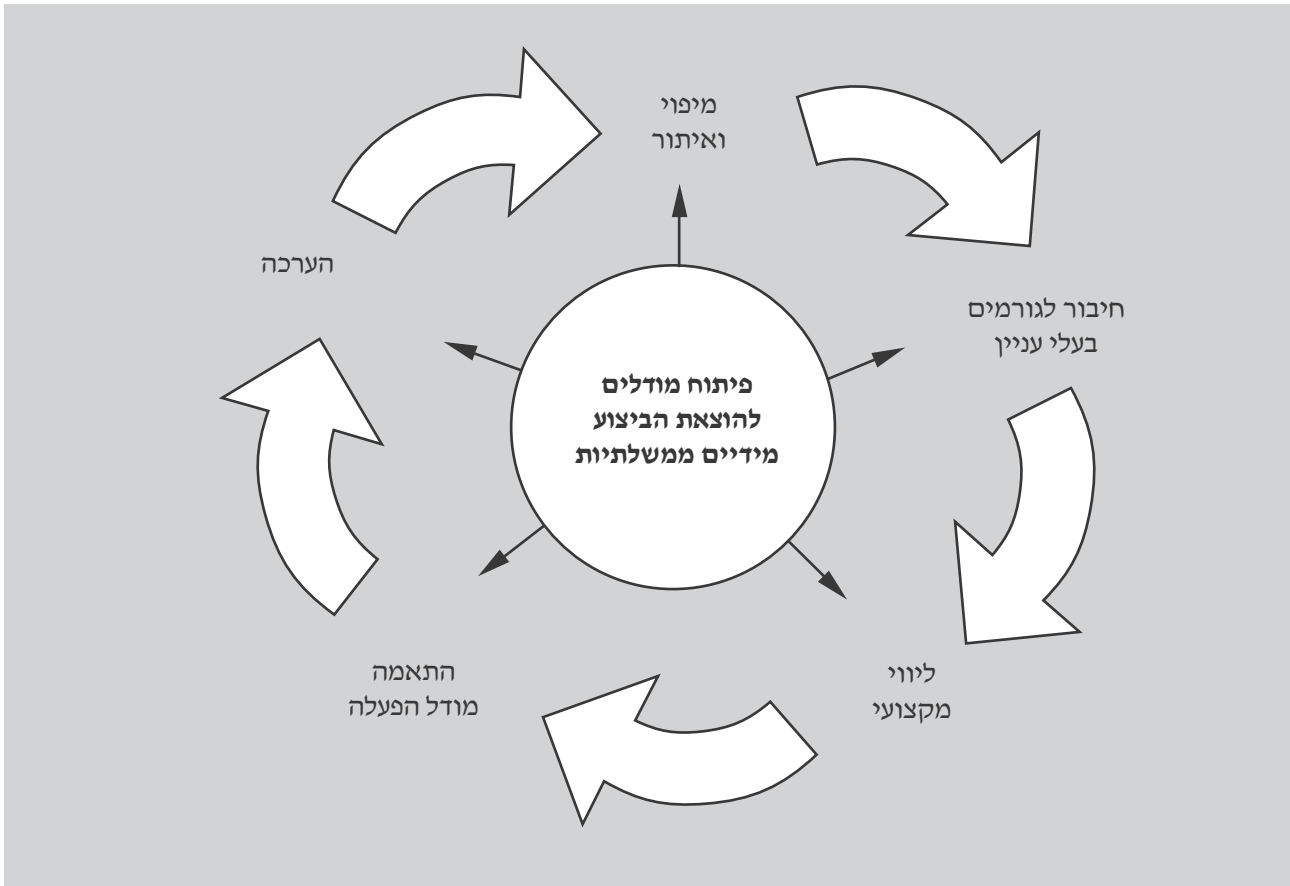 מיפוי
ואיתור
חיבור לגורמים
בעלי עניין
ליווי
מקצועי
התאמה
מודל הפעלה
הערכה
פיתוח מודלים
להוצאת הביצוע
מידיים ממשלתיות